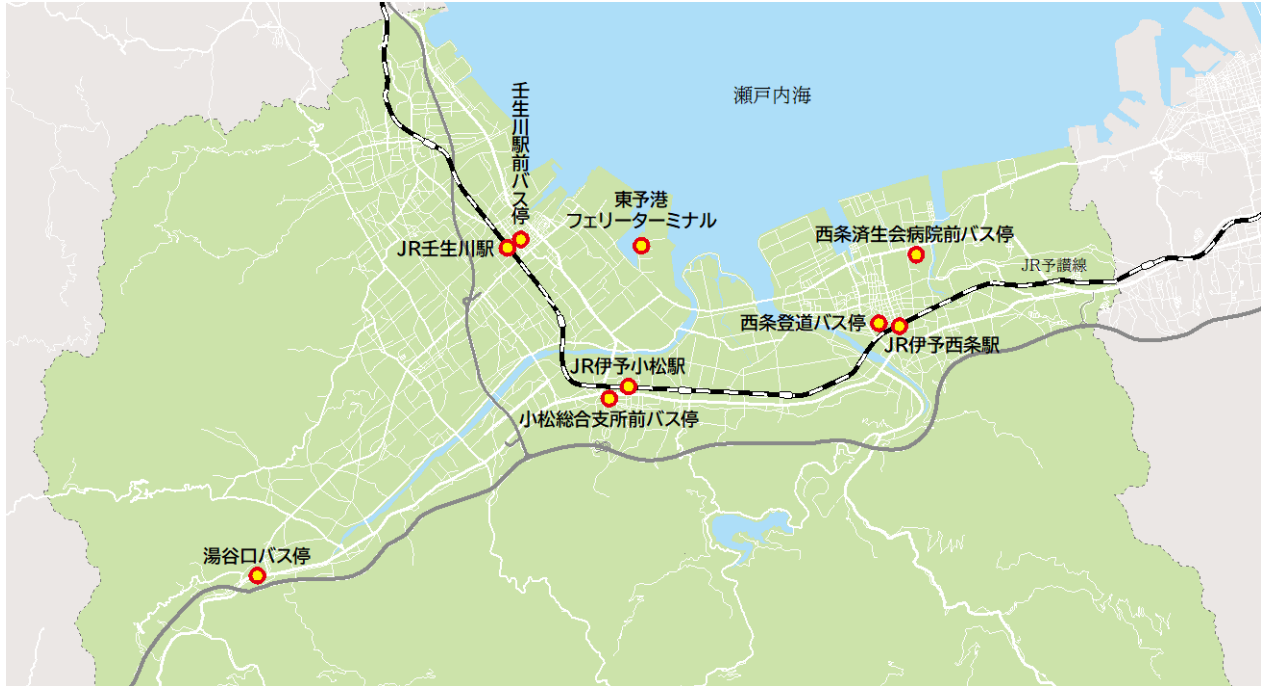 瀬戸内海
壬生川駅前バス停
東予港
フェリーターミナル
西条済生会病院前バス停
JR壬生川駅
JR予讃線
西条登道バス停
JR伊予西条駅
JR伊予小松駅
小松総合支所前バス停
湯谷口バス停